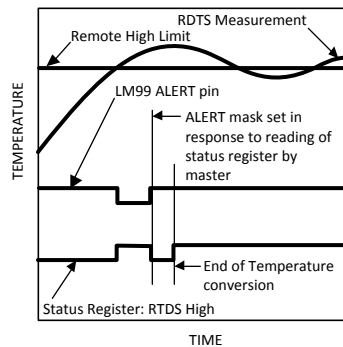 RDTS Measurement
Remote High Limit
LM99 ALERT pin
ALERT mask set in
response to reading of
status register by
master
End of Temperature
conversion
Status Register: RTDS High
TEMPERATURE
TIME